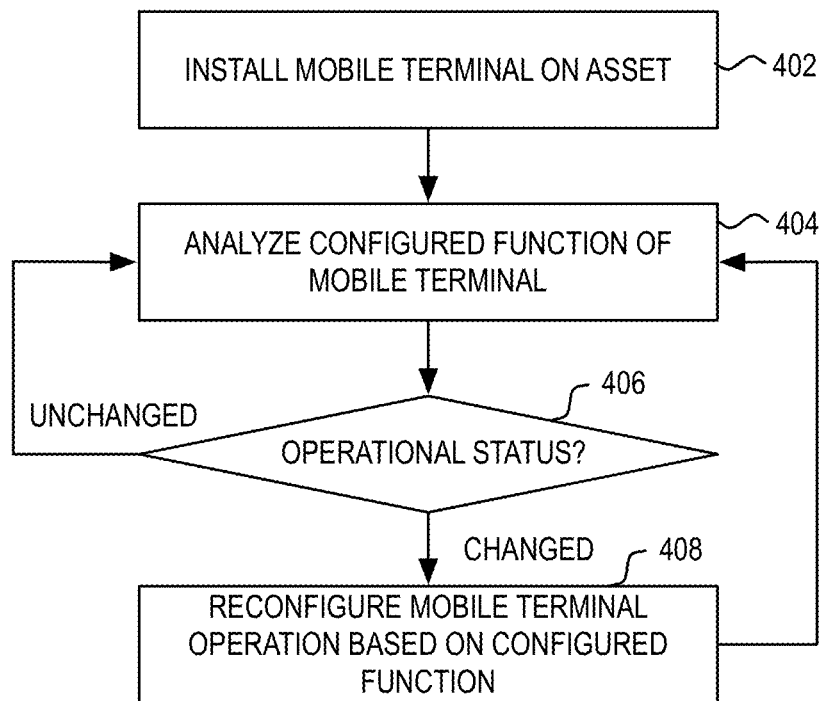 INSTALL MOBILE TERMINAL ON ASSET
402
ANALYZE CONFIGURED FUNCTION OF
MOBILE TERMINAL
404
UNCHANGED
406
OPERATIONAL STATUS?
CHANGED
408
RECONFIGURE MOBILE TERMINAL
OPERATION BASED ON CONFIGURED
FUNCTION